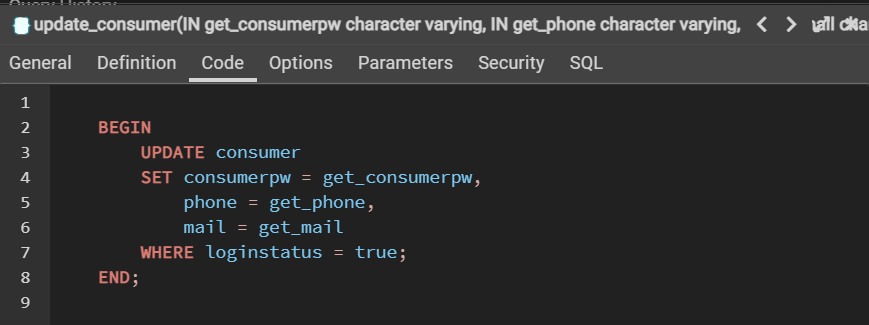 Query History
update_consumer(IN get_consumerpw character varying, IN get_phone character varying,
General Definition Code Options Parameters Security SQL
1
2 BEGIN
3 UPDATE consumer
4 SET consumerpw = get_consumerpw,
5 phone = get_phone,
6 mail = get_mail
7 WHERE loginstatus = true;
8 END;
9